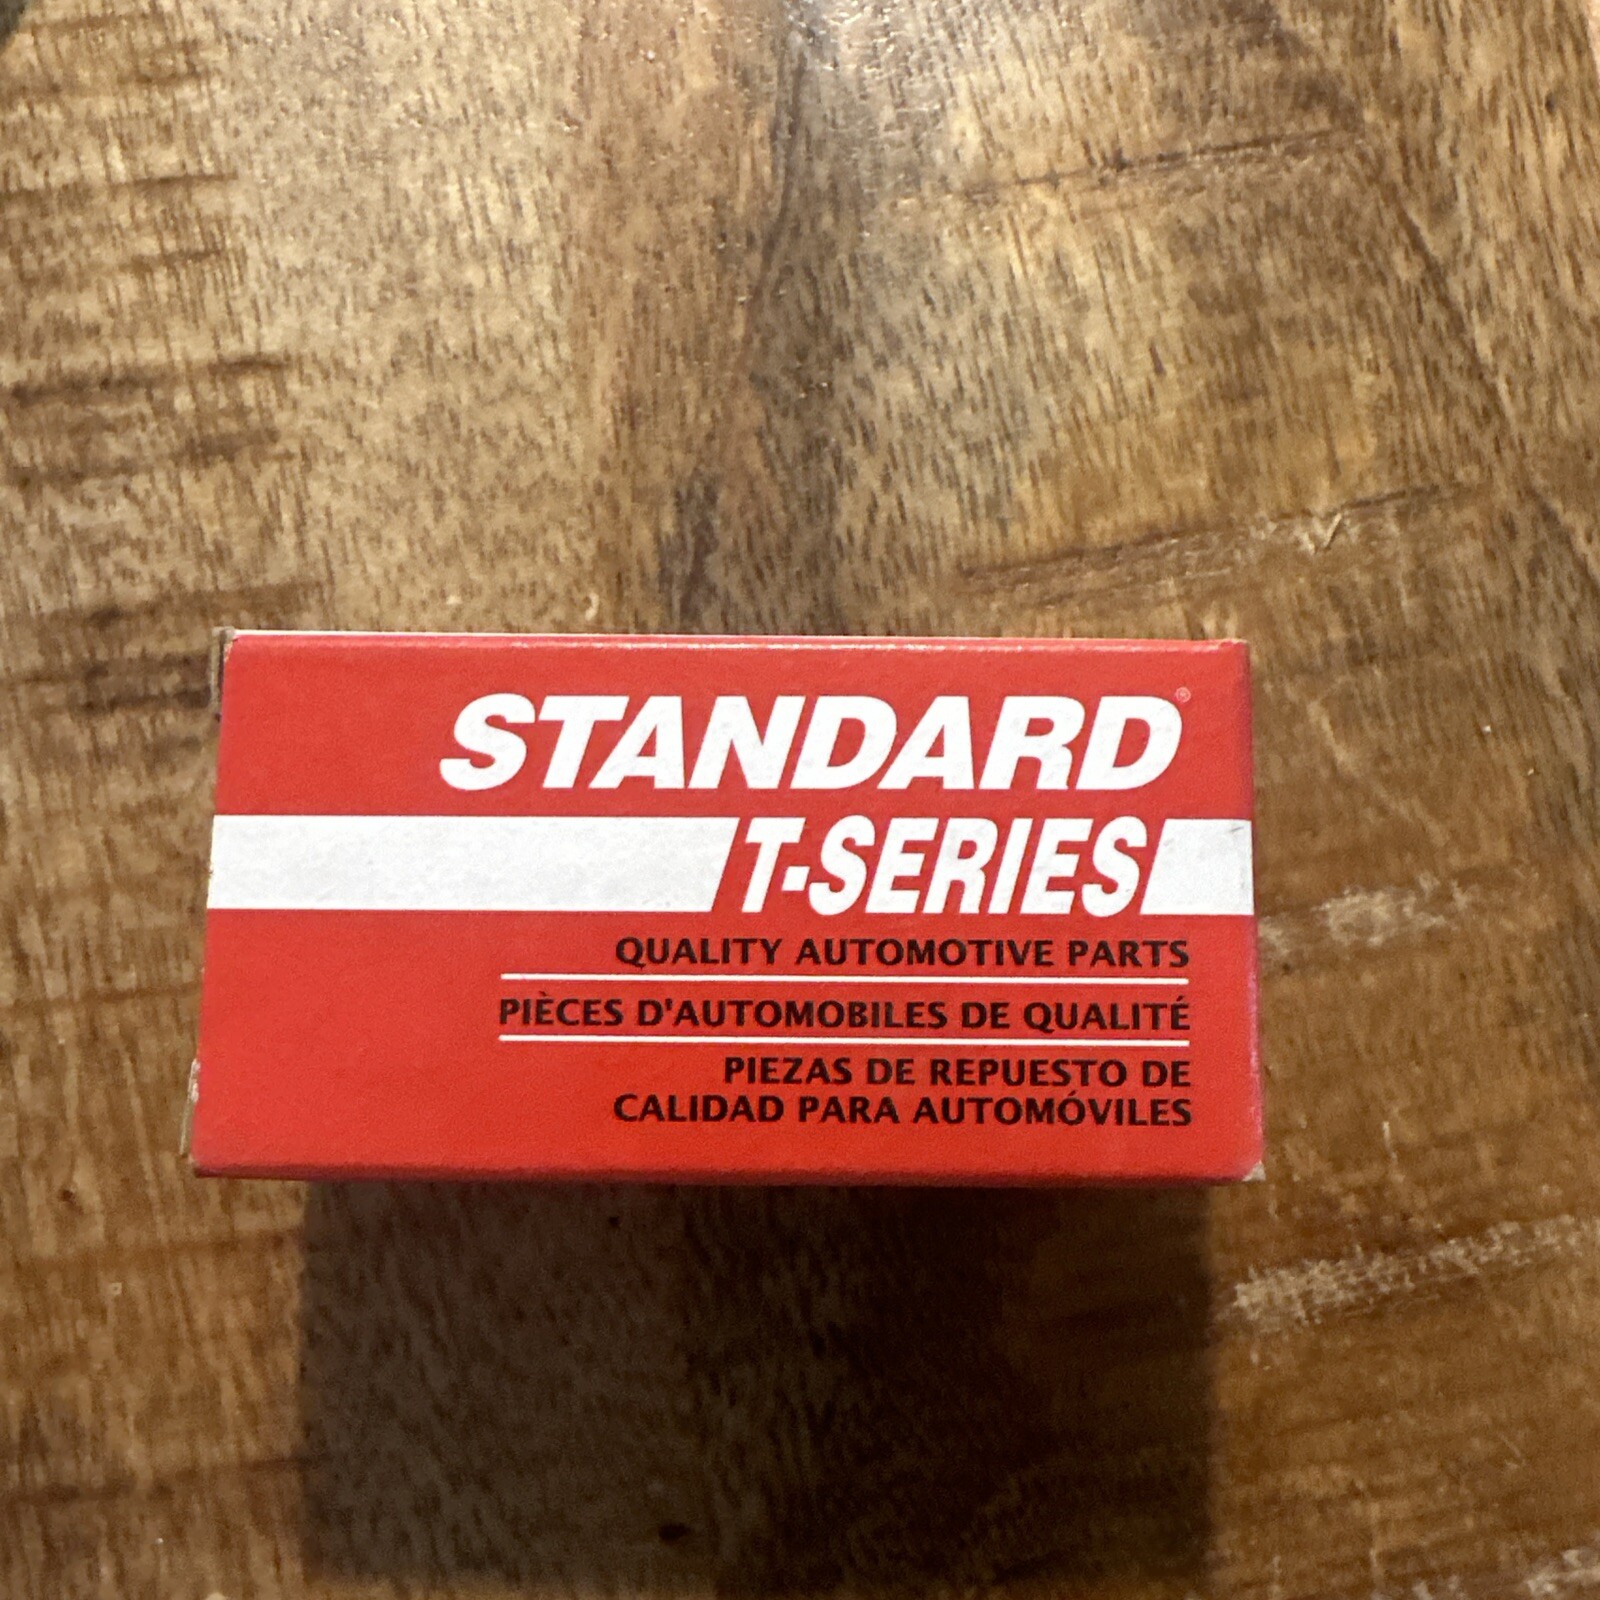 STANDARD®
T-SERIES
QUALITY AUTOMOTIVE PARTS
PIÈCES D'AUTOMOBILES DE QUALITÉ
PIEZAS DE REPUESTO DE
CALIDAD PARA AUTOMÓVILES